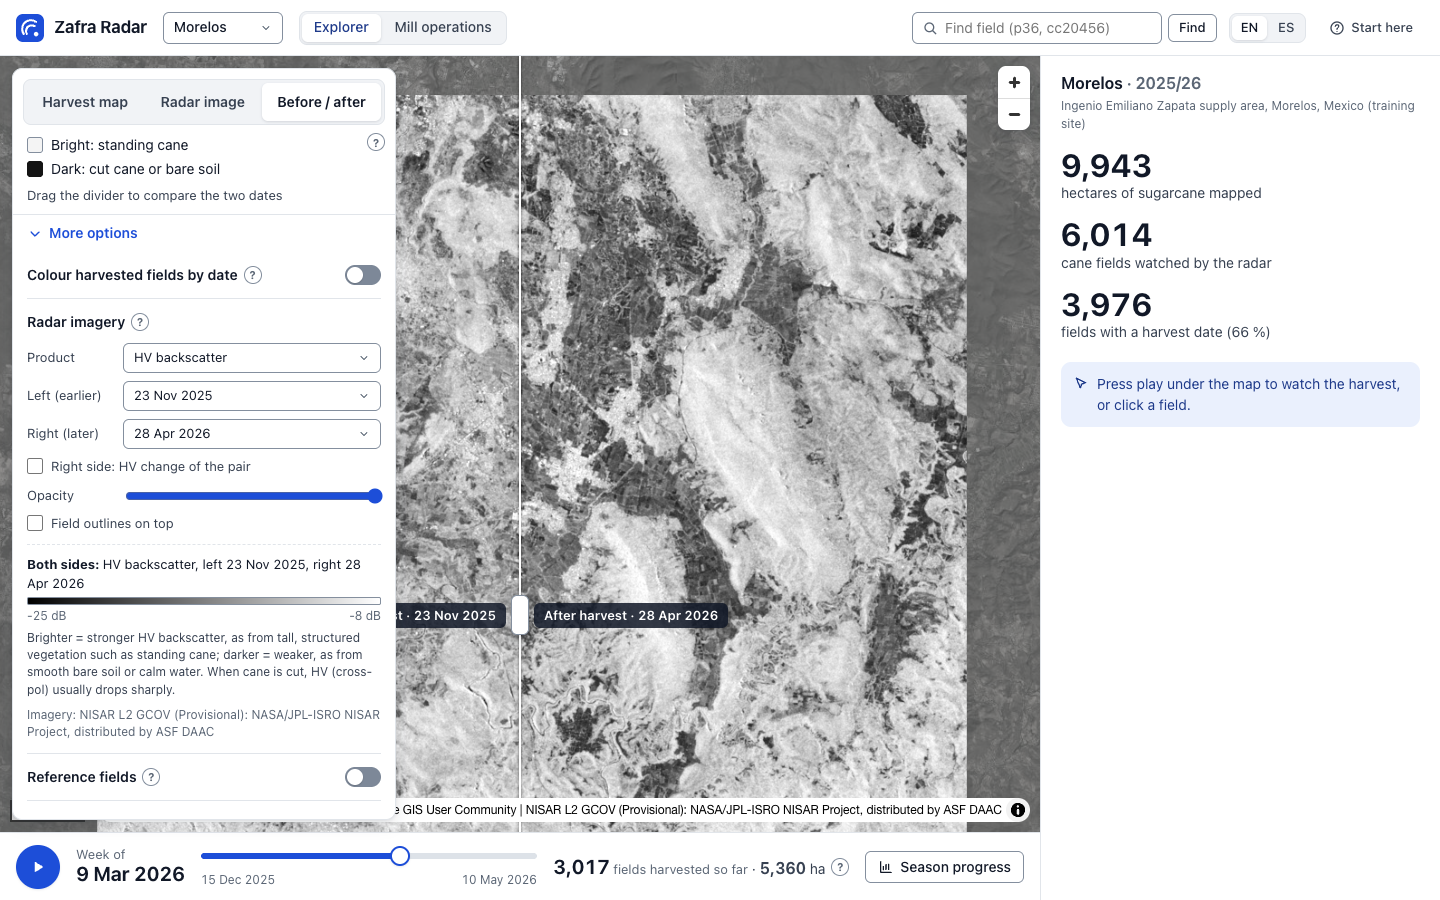 Zafra Radar
Morelos
Explorer
Mill operations
Find field (p36, cc20456)
Find
EN
ES
Start here
Harvest map
Radar image
Before / after
Bright: standing cane
Dark: cut cane or bare soil
Drag the divider to compare the two dates
More options
Colour harvested fields by date
Radar imagery
Product
HV backscatter
Left (earlier)
23 Nov 2025
Right (later)
28 Apr 2026
Right side: HV change of the pair
Opacity
Field outlines on top
Both sides: HV backscatter, left 23 Nov 2025, right 28
Apr 2026
-25 dB
-8 dB
Brighter = stronger HV backscatter, as from tall, structured
vegetation such as standing cane; darker = weaker, as from
smooth bare soil or calm water. When cane is cut, HV (cross-
pol) usually drops sharply.
Imagery: NISAR L2 GCOV (Provisional): NASA/JPL-ISRO NISAR
Project, distributed by ASF DAAC
Reference fields
· 23 Nov 2025
After harvest · 28 Apr 2026
GIS User Community | NISAR L2 GCOV (Provisional): NASA/JPL-ISRO NISAR Project, distributed by ASF DAAC
Morelos · 2025/26
Ingenio Emiliano Zapata supply area, Morelos, Mexico (training
site)
9,943
hectares of sugarcane mapped
6,014
cane fields watched by the radar
3,976
fields with a harvest date (66 %)
Press play under the map to watch the harvest,
or click a field.
Week of
9 Mar 2026
15 Dec 2025
10 May 2026
3,017 fields harvested so far · 5,360 ha
Season progress